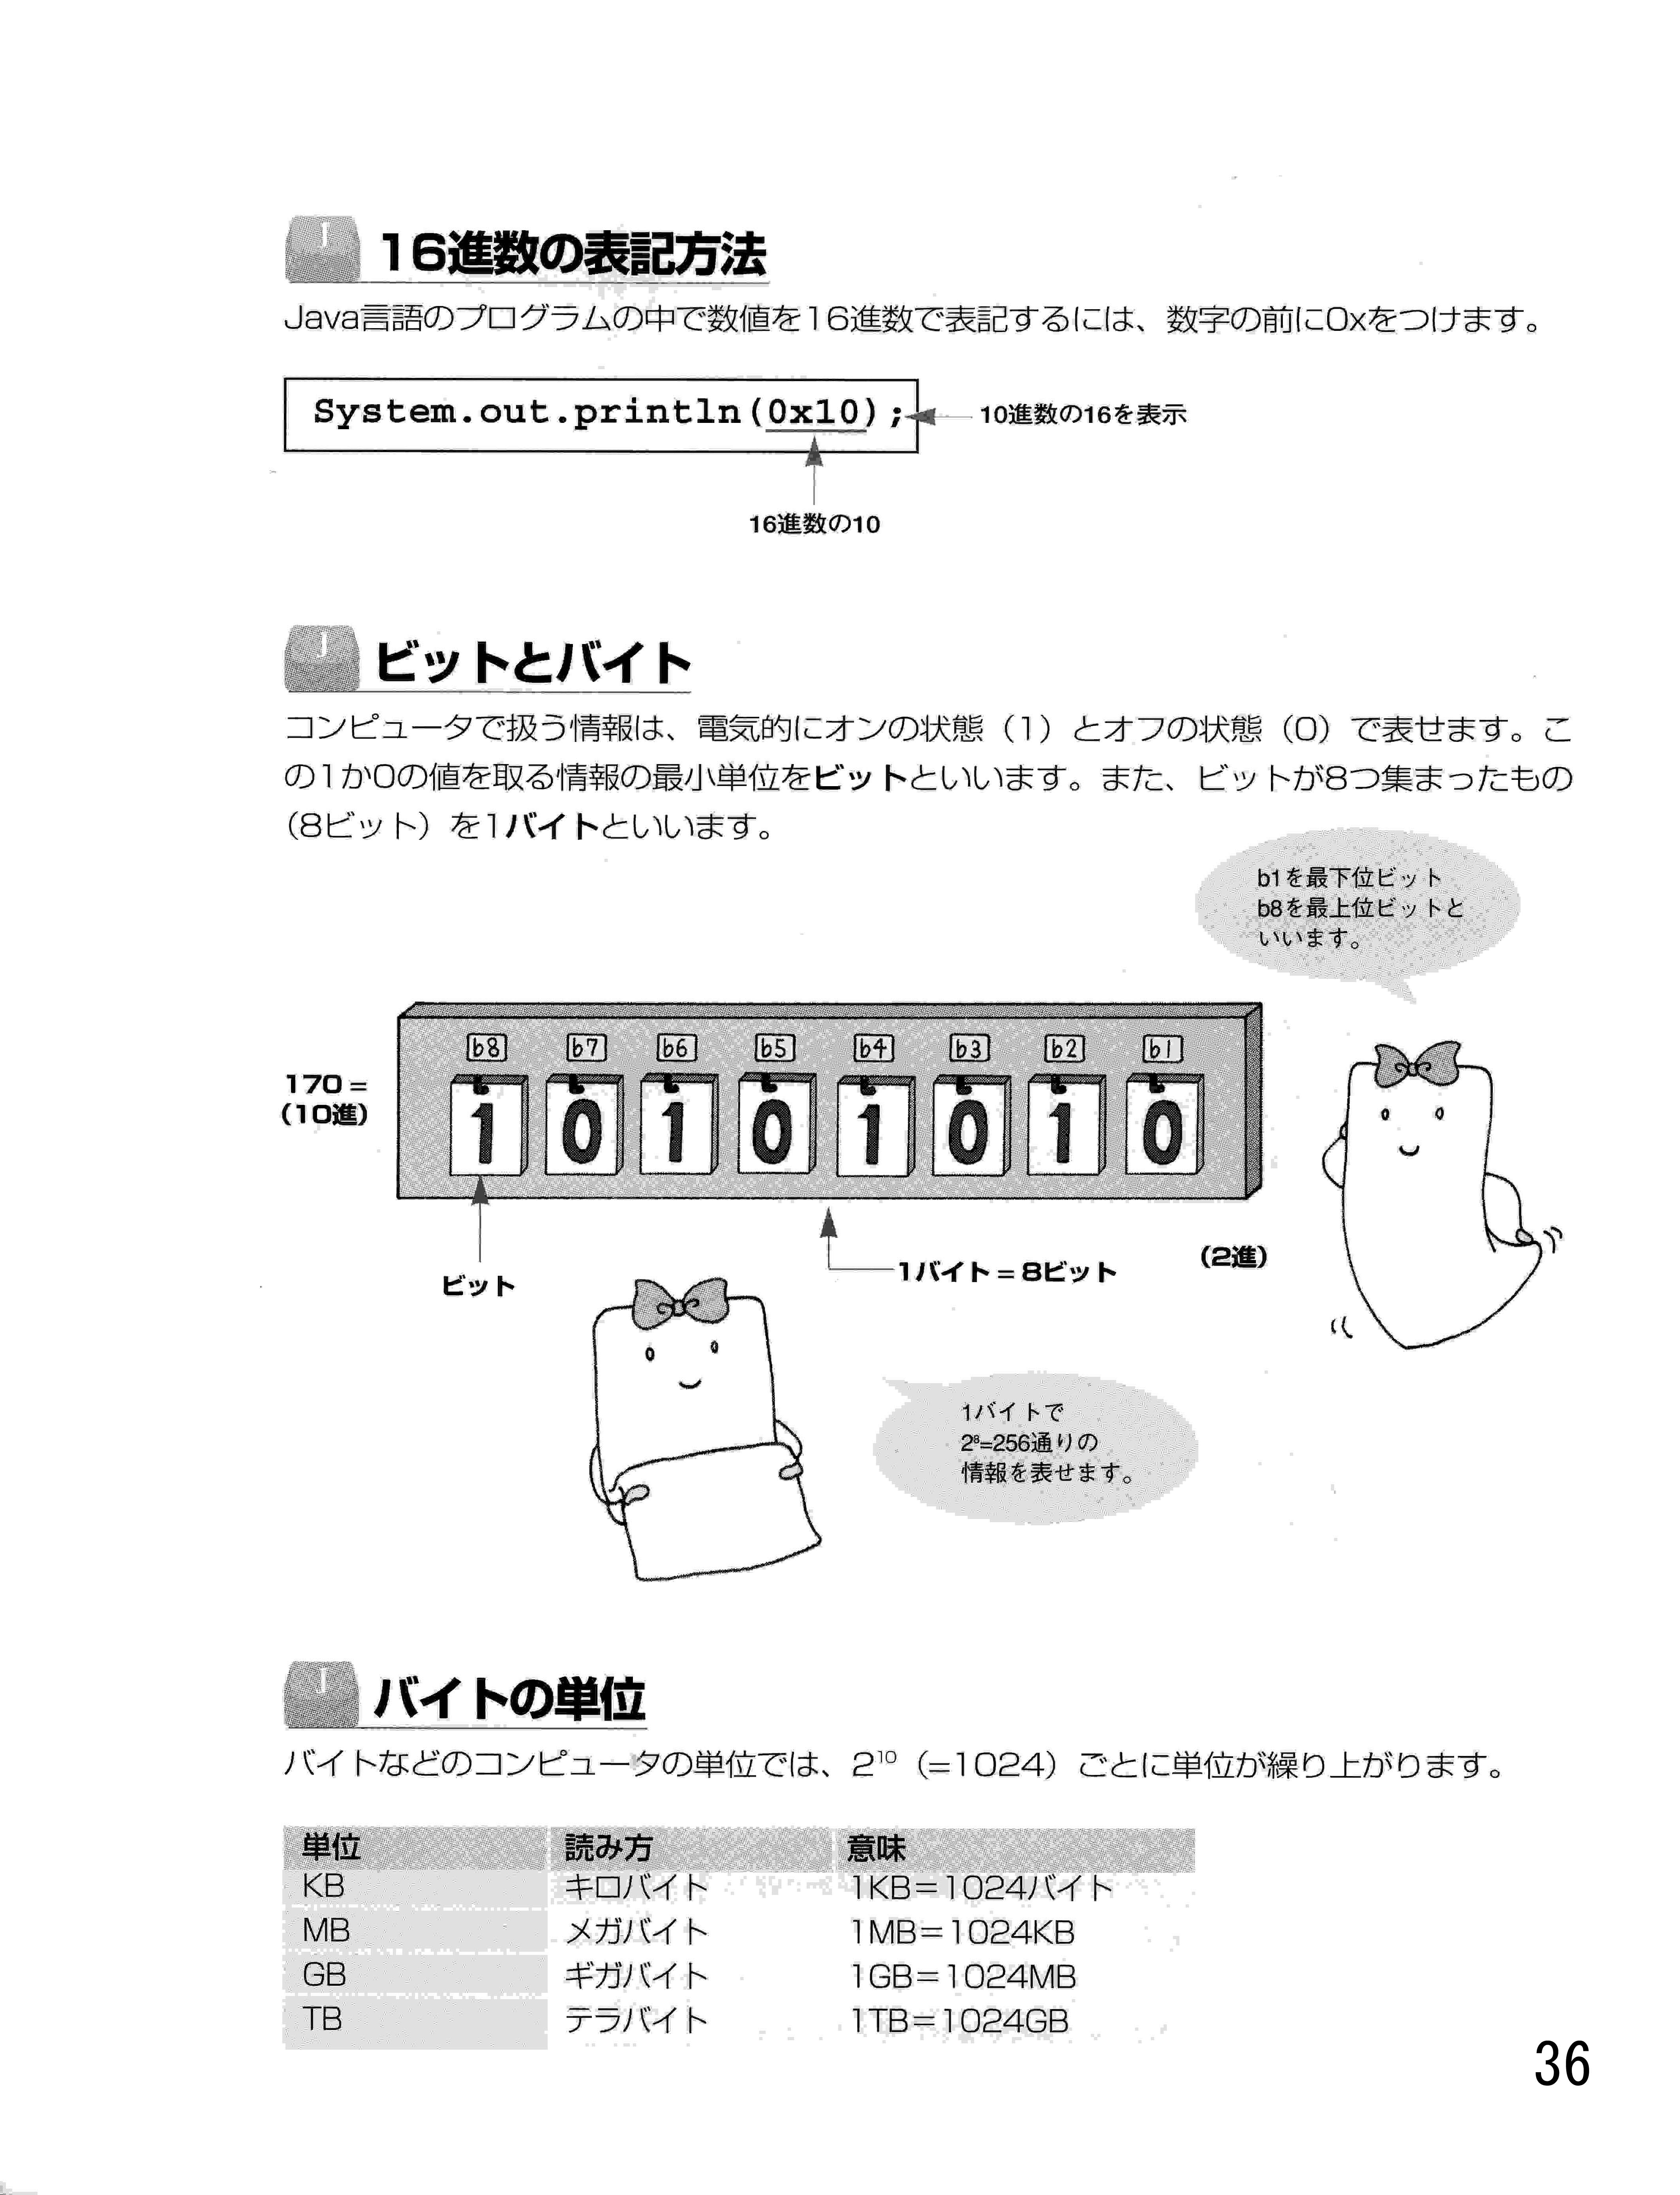 J
16進数の表記方法
Java言語のプログラムの中で数値を16進数で表記するには、数字の前に0xをつけます。
System.out.println(0x10);
10進数の16を表示
16進数の10
J
ビットとバイト
コンピュータで扱う情報は、電気的にオンの状態（1）とオフの状態（0）で表せます。こ
の1か0の値を取る情報の最小単位をビットといいます。また、ビットが8つ集まったもの
（8ビット）を1バイトといいます。
b1を最下位ビット
b8を最上位ビットと
いいます。
b8 b7 b6 b5 b4 b3 b2 b1
170 =
（10進）
1 0 1 0 1 0 1 0
ビット
1バイト = 8ビット
（2進）
1バイトで
2⁸=256通りの
情報を表せます。
J
バイトの単位
バイトなどのコンピュータの単位では、2¹⁰（=1024）ごとに単位が繰り上がります。
単位 読み方 意味
KB キロバイト 1KB=1024バイト
MB メガバイト 1MB=1024KB
GB ギガバイト 1GB=1024MB
TB テラバイト 1TB=1024GB
36